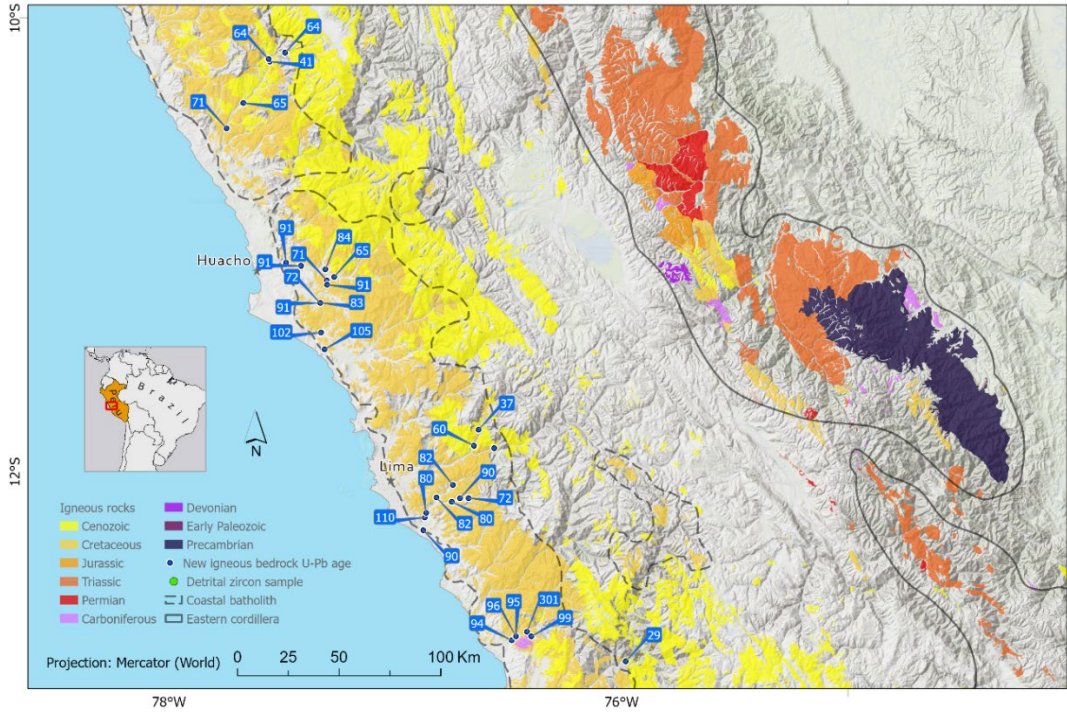 10°S
64
64
41
65
71
91
84
71
65
Huacho
91
72
91
91
83
102
105
37
60
82
90
Lima
80
72
110
82
80
90
12°S
Brazil
Peru
N
Igneous rocks
Cenozoic
Cretaceous
Jurassic
Triassic
Permian
Carboniferous
Devonian
Early Paleozoic
Precambrian
New igneous bedrock U-Pb age
Detrital zircon sample
Coastal batholith
Eastern cordillera
96
95
301
94
99
29
Projection: Mercator (World)
0 25 50 100 Km
78°W
76°W